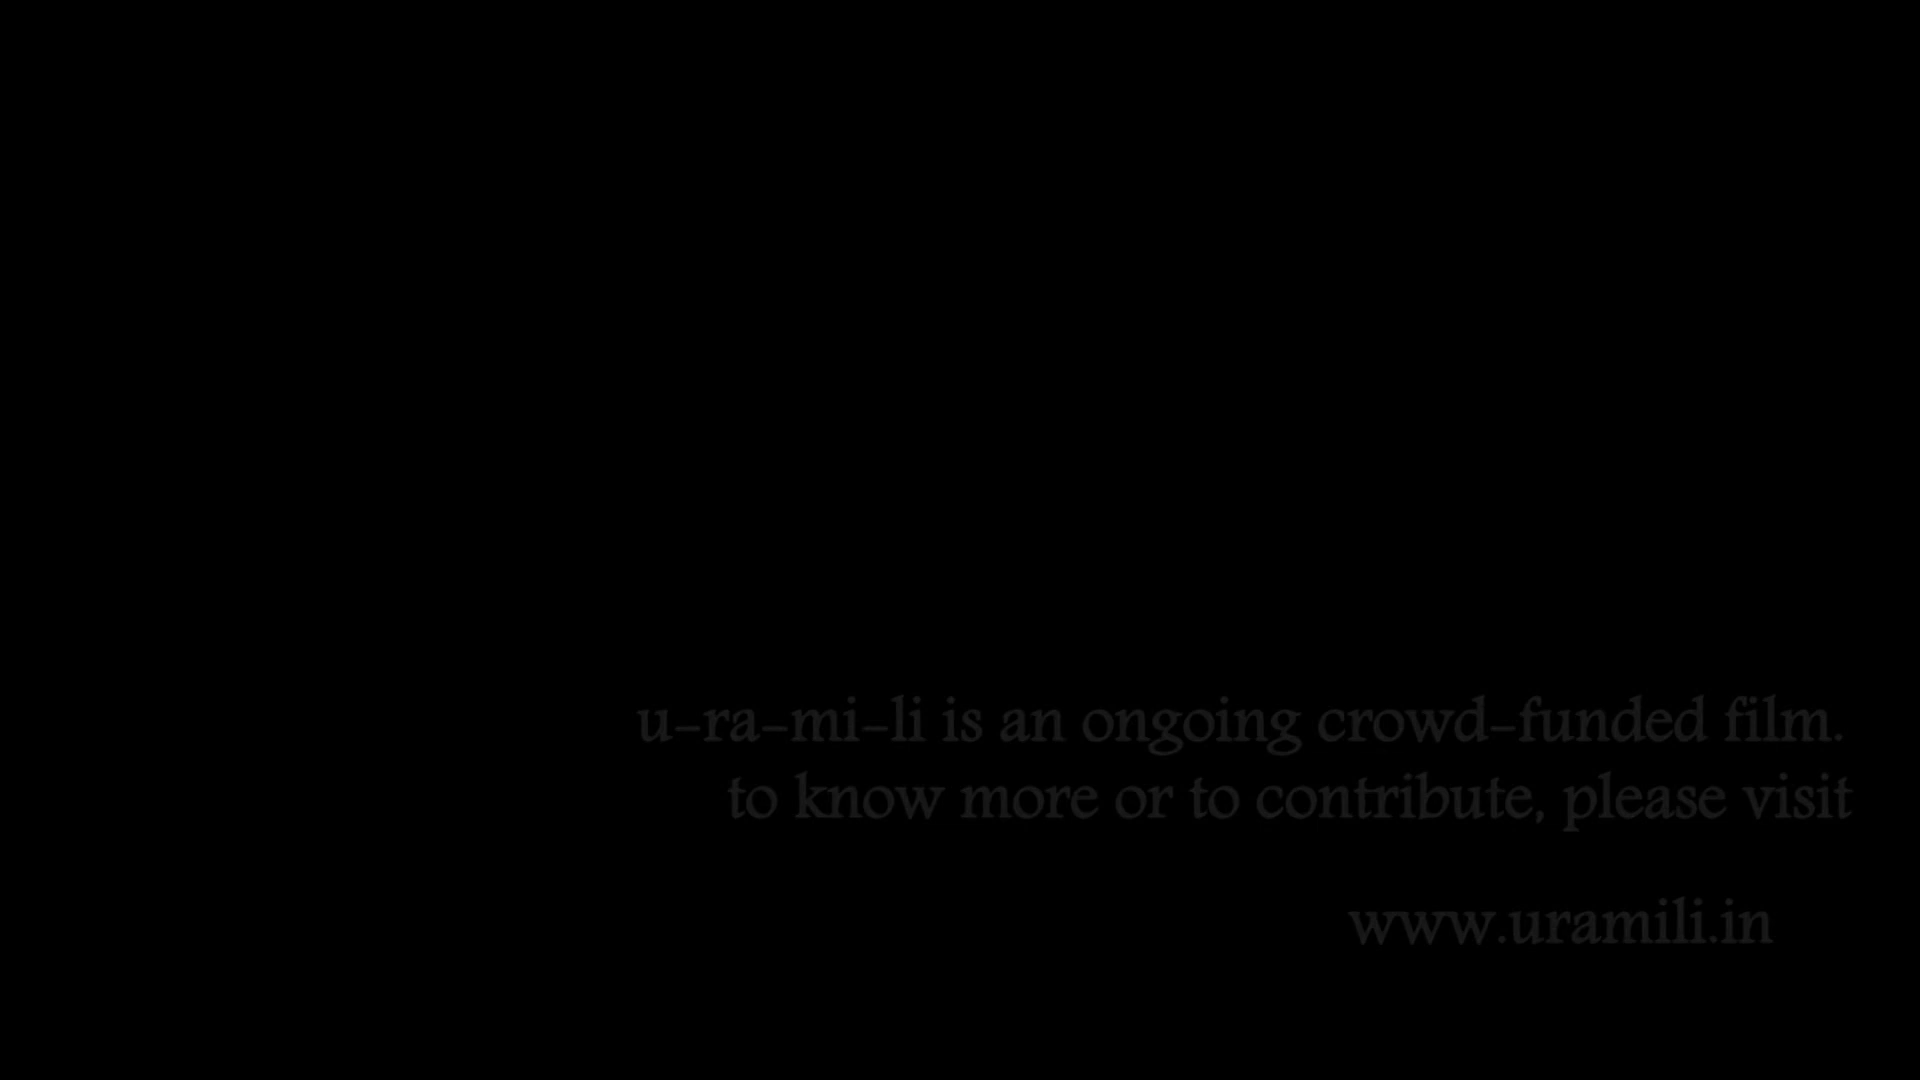 u-ra-mi-li is an ongoing crowd-funded film.
to know more or to contribute, please visit
www.uramili.in